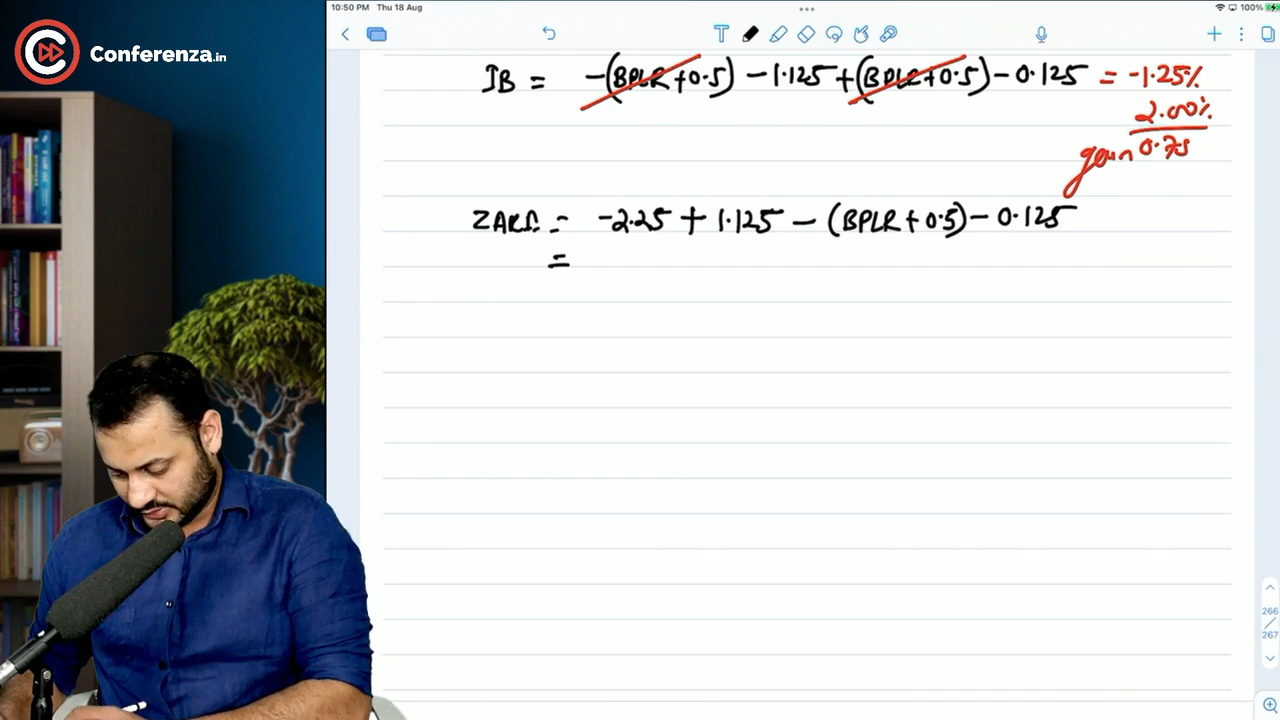 10:50 PM Thu 18 Aug
100%
Conferenza.in
IB = -(BPLR+0.5) -1.125 +(BPLR+0.5) -0.125 = -1.25%
2.00%
gain 0.75
= -2.25 + 1.125 - (BPLR+0.5) - 0.125
=
266
/
267